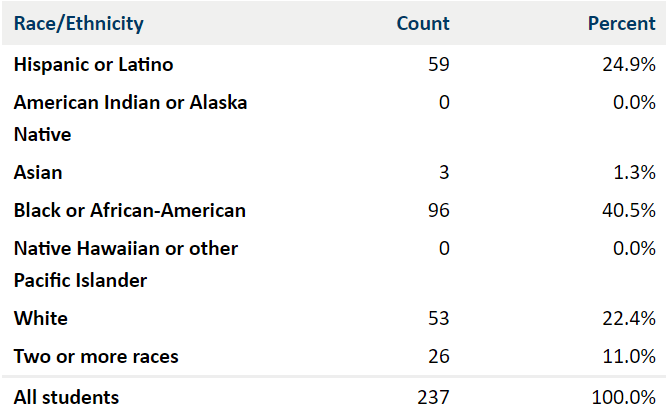 Race/Ethnicity Count Percent
Hispanic or Latino 59 24.9%
American Indian or Alaska 0 0.0%
Native
Asian 3 1.3%
Black or African-American 96 40.5%
Native Hawaiian or other 0 0.0%
Pacific Islander
White 53 22.4%
Two or more races 26 11.0%
All students 237 100.0%